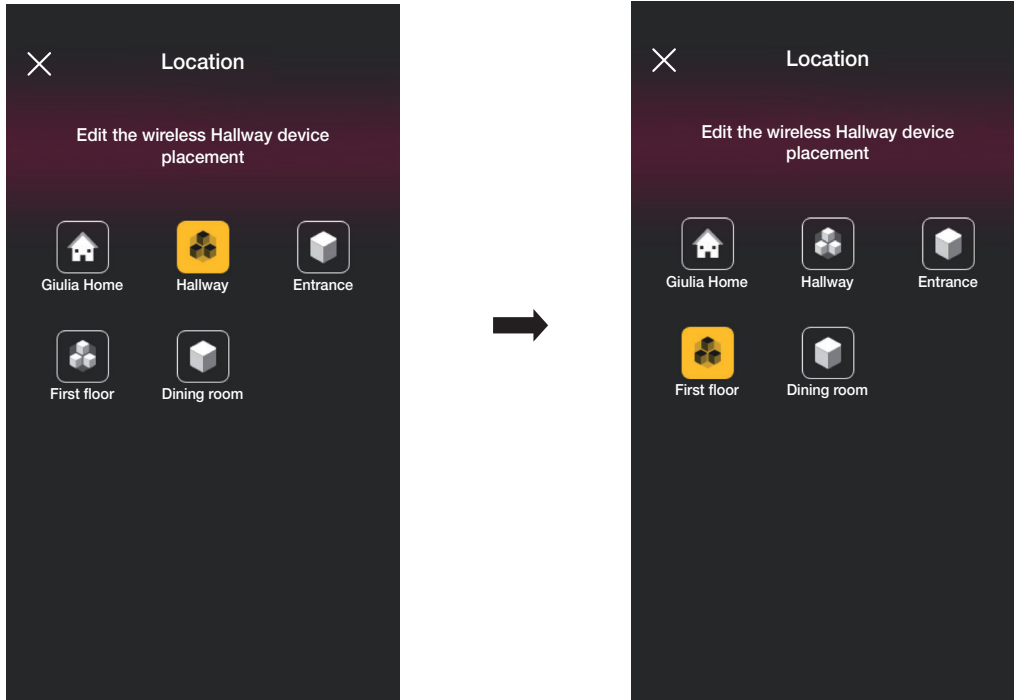 Location
Edit the wireless Hallway device
placement
Giulia Home
Hallway
Entrance
First floor
Dining room
Location
Edit the wireless Hallway device
placement
Giulia Home
Hallway
Entrance
First floor
Dining room